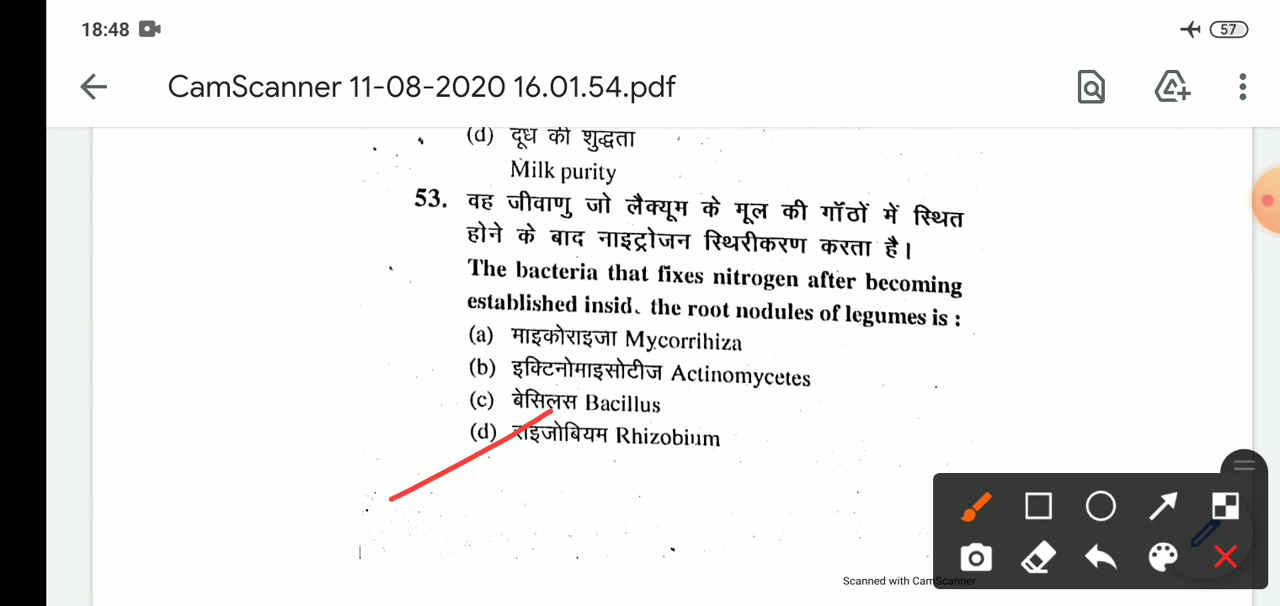 18:48
57
CamScanner 11-08-2020 16.01.54.pdf
(d) दूध की शुद्धता
Milk purity
53. वह जीवाणु जो लैक्यूम के मूल की गॉंठों में स्थित
होने के बाद नाइट्रोजन स्थिरीकरण करता है।
The bacteria that fixes nitrogen after becoming
established insid. the root nodules of legumes is :
(a) माइकोराइजा Mycorrihiza
(b) इक्टिनोमाइसोटीज Actinomycetes
(c) बेसिलस Bacillus
(d) राइजोबियम Rhizobium
Scanned with CamScanner